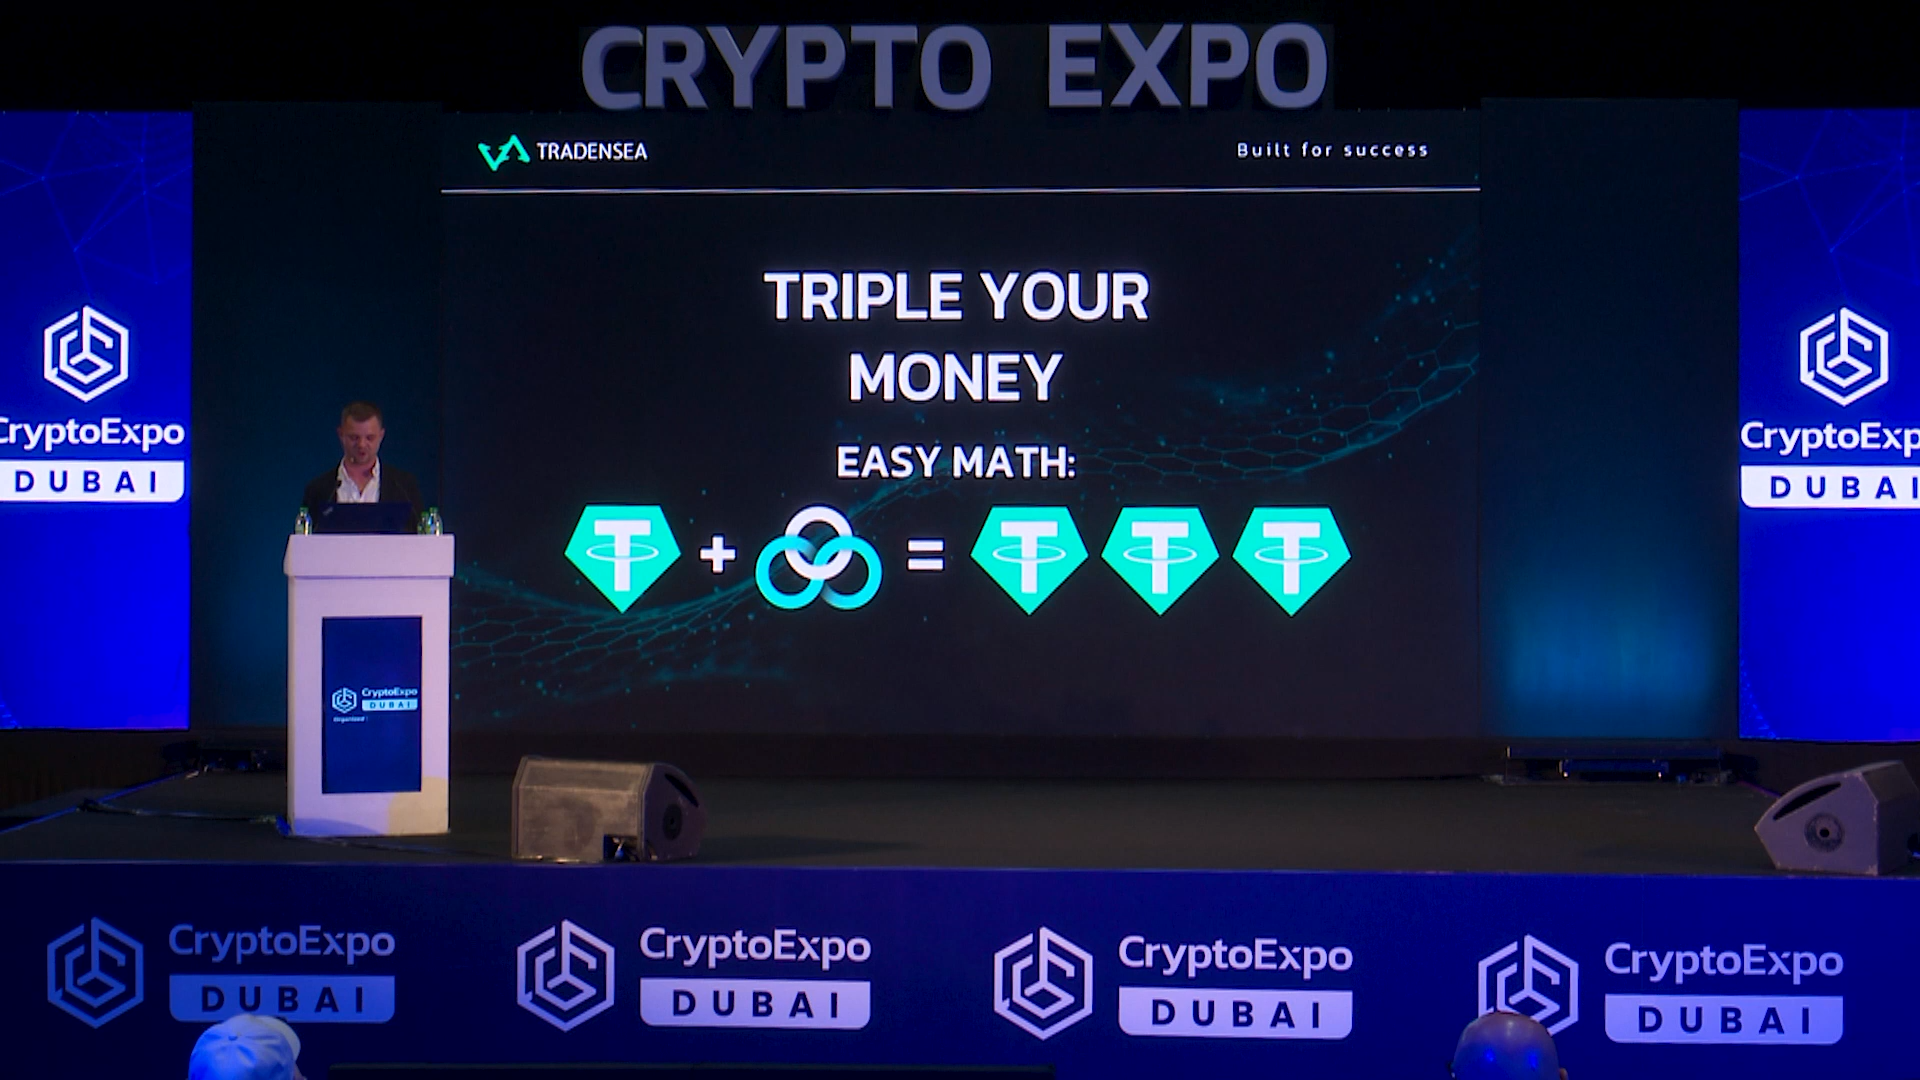 CRYPTO EXPO
TRADENSEA
Built for success
TRIPLE YOUR
MONEY
EASY MATH:
T + = T T T
CryptoExpo
DUBAI
CryptoExp
DUBAI
CryptoExpo
DUBAI
Organized
CryptoExpo
DUBAI
CryptoExpo
DUBAI
CryptoExpo
DUBAI
CryptoExpo
DUBAI